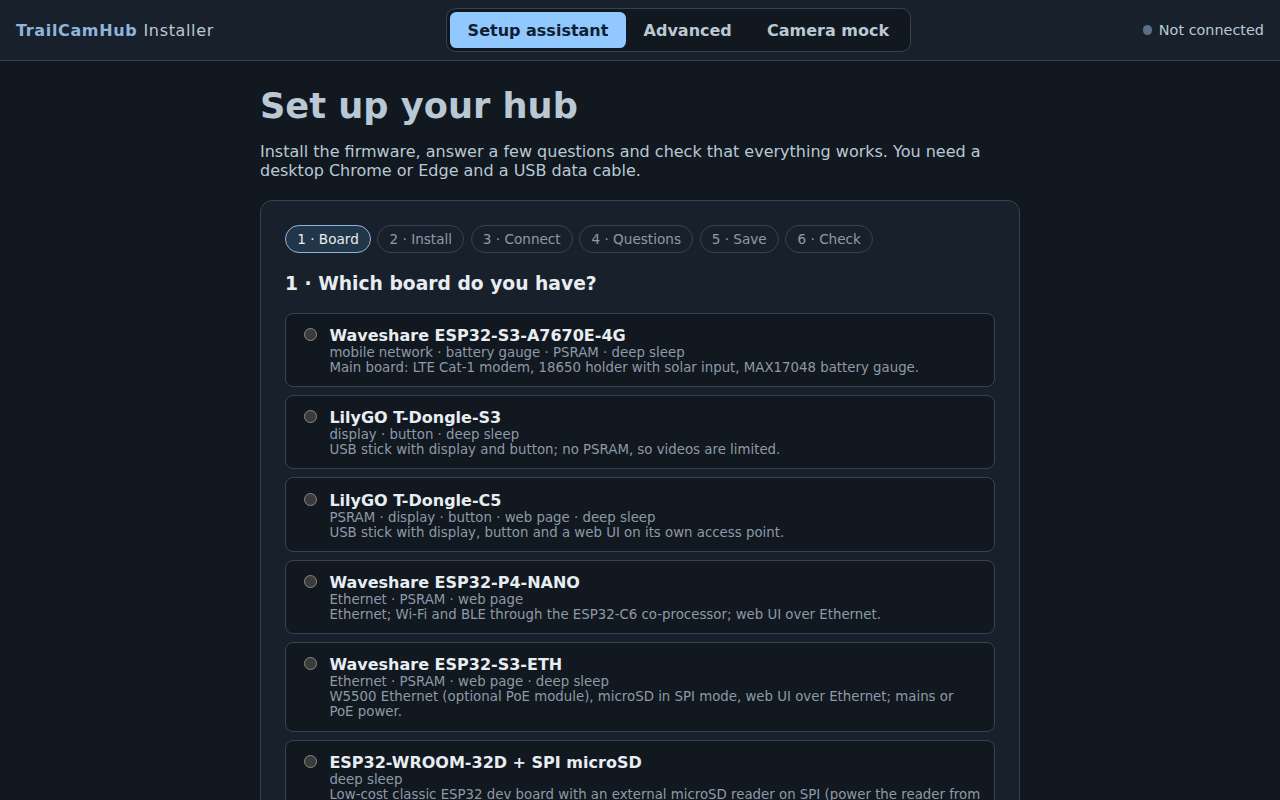 TrailCamHub Installer
Setup assistant
Advanced
Camera mock
Not connected
Set up your hub
Install the firmware, answer a few questions and check that everything works. You need a
desktop Chrome or Edge and a USB data cable.
1 · Board
2 · Install
3 · Connect
4 · Questions
5 · Save
6 · Check
1 · Which board do you have?
Waveshare ESP32-S3-A7670E-4G
mobile network · battery gauge · PSRAM · deep sleep
Main board: LTE Cat-1 modem, 18650 holder with solar input, MAX17048 battery gauge.
LilyGO T-Dongle-S3
display · button · deep sleep
USB stick with display and button; no PSRAM, so videos are limited.
LilyGO T-Dongle-C5
PSRAM · display · button · web page · deep sleep
USB stick with display, button and a web UI on its own access point.
Waveshare ESP32-P4-NANO
Ethernet · PSRAM · web page
Ethernet; Wi-Fi and BLE through the ESP32-C6 co-processor; web UI over Ethernet.
Waveshare ESP32-S3-ETH
Ethernet · PSRAM · web page · deep sleep
W5500 Ethernet (optional PoE module), microSD in SPI mode, web UI over Ethernet; mains or
PoE power.
ESP32-WROOM-32D + SPI microSD
deep sleep
Low-cost classic ESP32 dev board with an external microSD reader on SPI (power the reader from